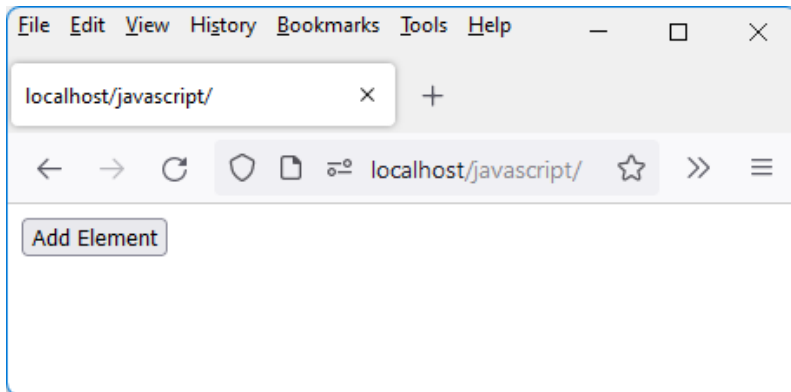 File Edit View History Bookmarks Tools Help
localhost/javascript/
localhost/javascript/
Add Element